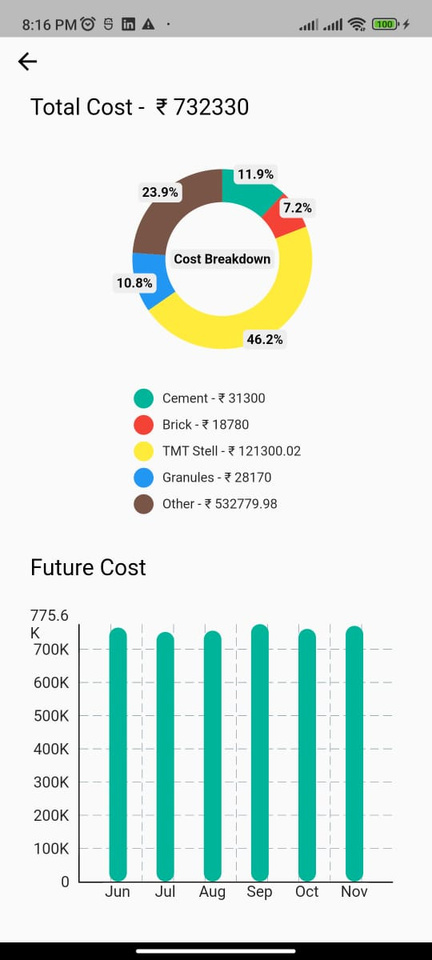 8:16 PM
100
Total Cost - ₹ 732330
11.9%
23.9%
7.2%
Cost Breakdown
10.8%
46.2%
Cement - ₹ 31300
Brick - ₹ 18780
TMT Stell - ₹ 121300.02
Granules - ₹ 28170
Other - ₹ 532779.98
Future Cost
775.6
K
700K
600K
500K
400K
300K
200K
100K
0
Jun Jul Aug Sep Oct Nov